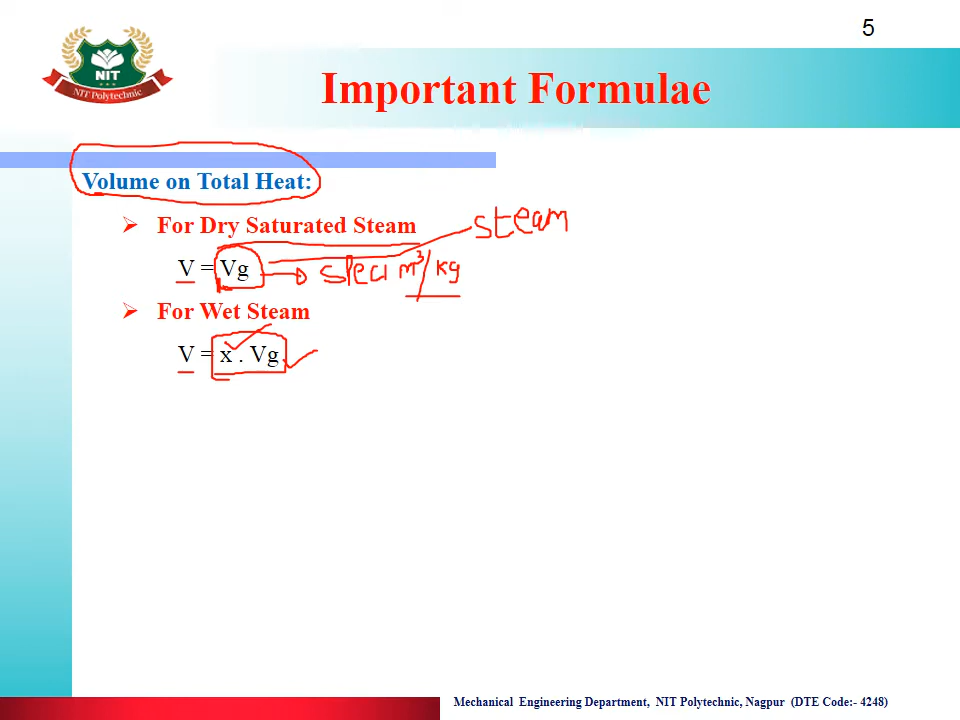 5
NIT
NIT Polytechnic
Important Formulae
Volume on Total Heat:
For Dry Saturated Steam
steam
V = Vg
m³/kg
For Wet Steam
V = x . Vg
Mechanical Engineering Department, NIT Polytechnic, Nagpur (DTE Code:- 4248)